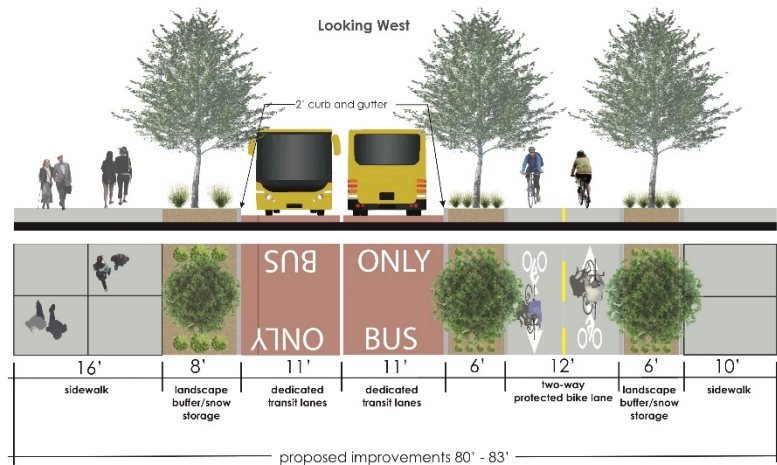 Looking West
2' curb and gutter
BUS ONLY
ONLY BUS
16' 8' 11' 11' 6' 12' 6' 10'
sidewalk
landscape
buffer/snow
storage
dedicated
transit lanes
dedicated
transit lanes
two-way
protected bike lane
landscape
buffer/snow
storage
sidewalk
proposed improvements 80' - 83'